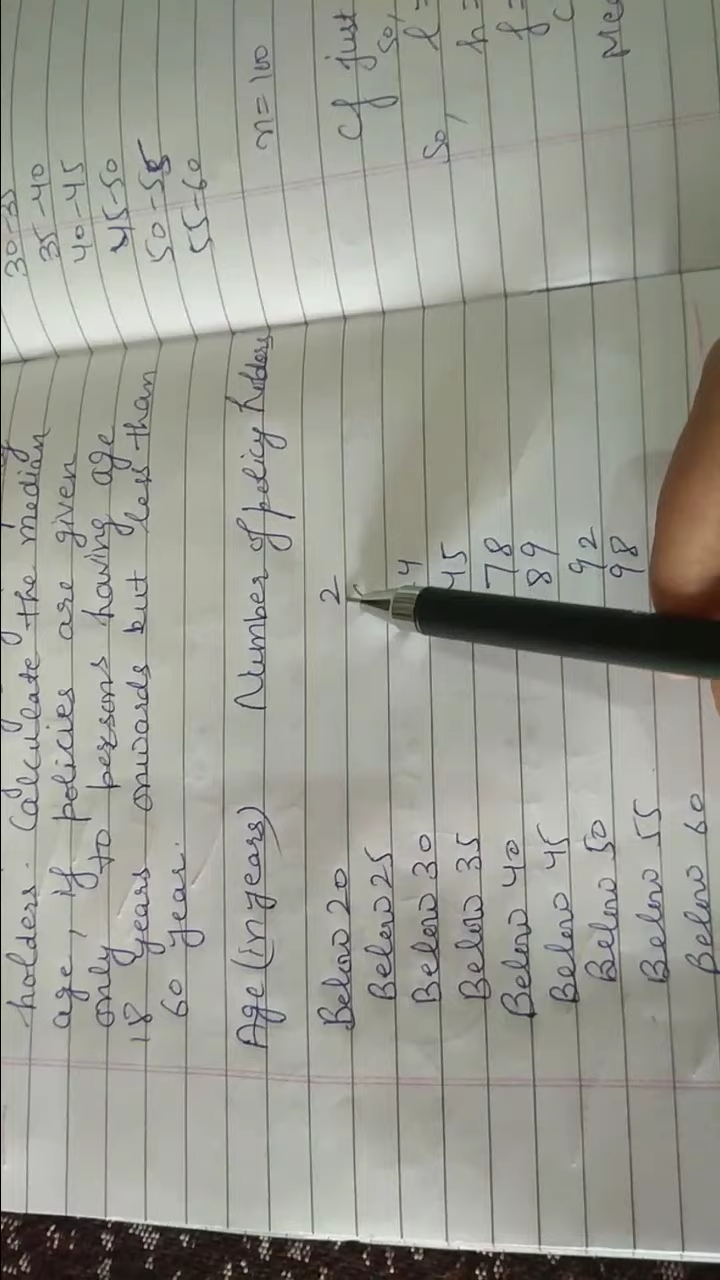 holders. Calculate the median
age, if policies are given
only to persons having age
18 years onwards but less than
60 year.
Age (in years) Number of policy holders
Below 20 2
Below 25
Below 30 4
Below 35 45
Below 40 78
Below 45 89
Below 50 92
Below 55 98
Below 60
30-35
35-40
40-45
45-50
50-55
55-60
n = 100
cf just
so,
so, l =
h =
f =
c
Me